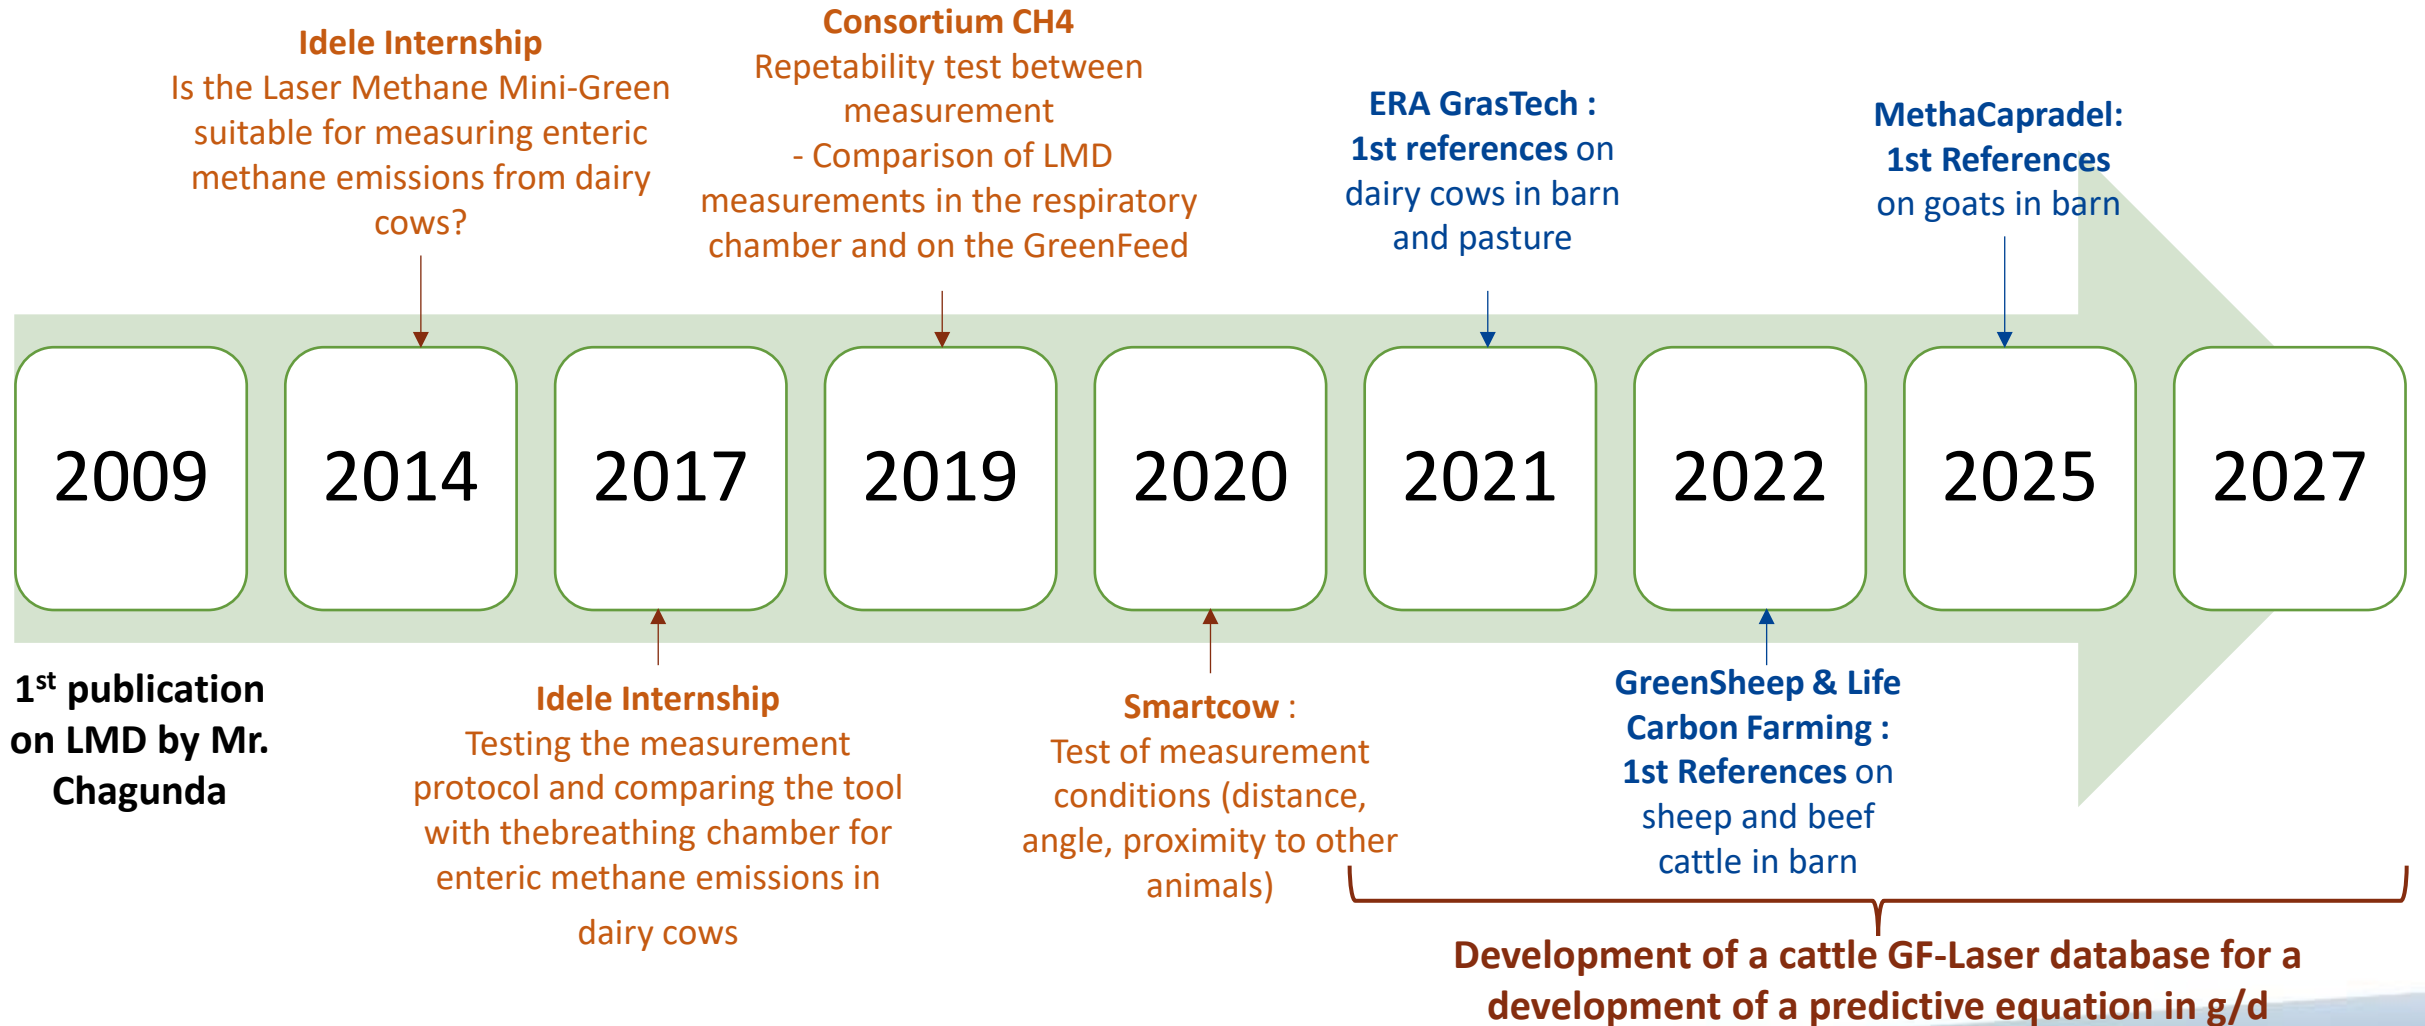 Idele Internship
Is the Laser Methane Mini-Green
suitable for measuring enteric
methane emissions from dairy
cows?
Consortium CH4
Repetability test between
measurement
- Comparison of LMD
measurements in the respiratory
chamber and on the GreenFeed
ERA GrasTech :
1st references on
dairy cows in barn
and pasture
MethaCapradel:
1st References
on goats in barn
2009
2014
2017
2019
2020
2021
2022
2025
2027
1st publication
on LMD by Mr.
Chagunda
Idele Internship
Testing the measurement
protocol and comparing the tool
with thebreathing chamber for
enteric methane emissions in
dairy cows
Smartcow :
Test of measurement
conditions (distance,
angle, proximity to other
animals)
GreenSheep & Life
Carbon Farming :
1st References on
sheep and beef
cattle in barn
Development of a cattle GF-Laser database for a
development of a predictive equation in g/d